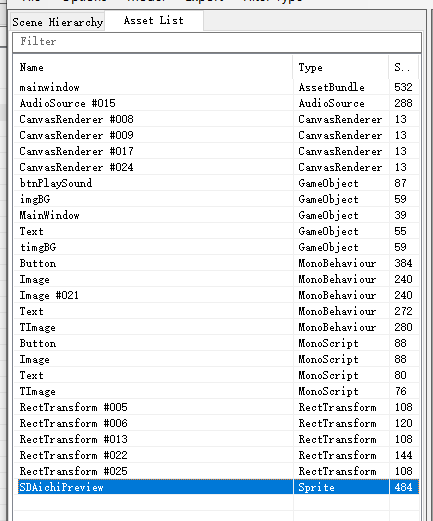 Scene Hierarchy Asset List
Filter
Name Type S...
mainwindow AssetBundle 532
AudioSource #015 AudioSource 288
CanvasRenderer #008 CanvasRenderer 13
CanvasRenderer #009 CanvasRenderer 13
CanvasRenderer #017 CanvasRenderer 13
CanvasRenderer #024 CanvasRenderer 13
btnPlaySound GameObject 87
imgBG GameObject 59
MainWindow GameObject 39
Text GameObject 55
timgBG GameObject 59
Button MonoBehaviour 384
Image MonoBehaviour 240
Image #021 MonoBehaviour 240
Text MonoBehaviour 272
TImage MonoBehaviour 280
Button MonoScript 88
Image MonoScript 88
Text MonoScript 80
TImage MonoScript 76
RectTransform #005 RectTransform 108
RectTransform #006 RectTransform 120
RectTransform #013 RectTransform 108
RectTransform #022 RectTransform 144
RectTransform #025 RectTransform 108
SDAichiPreview Sprite 484